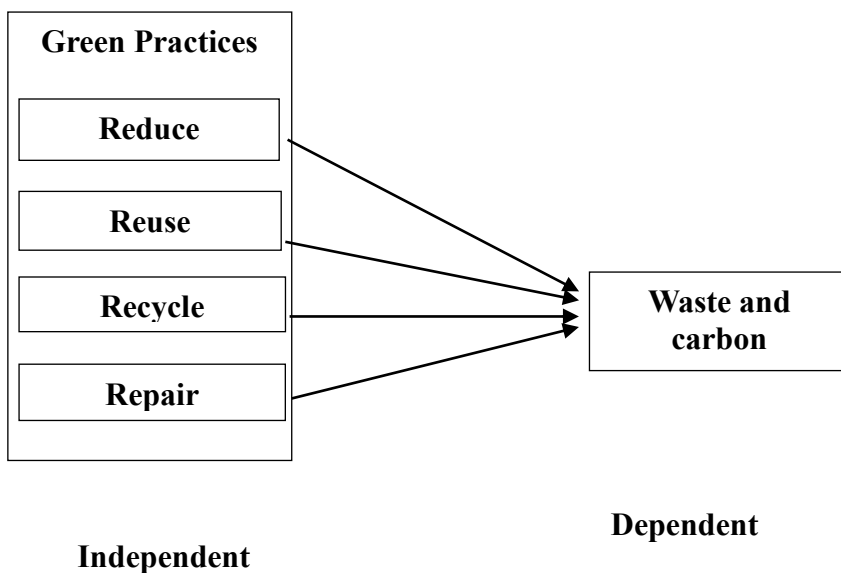 Green Practices
Reduce
Reuse
Recycle
Repair
Waste and
carbon
Dependent
Independent